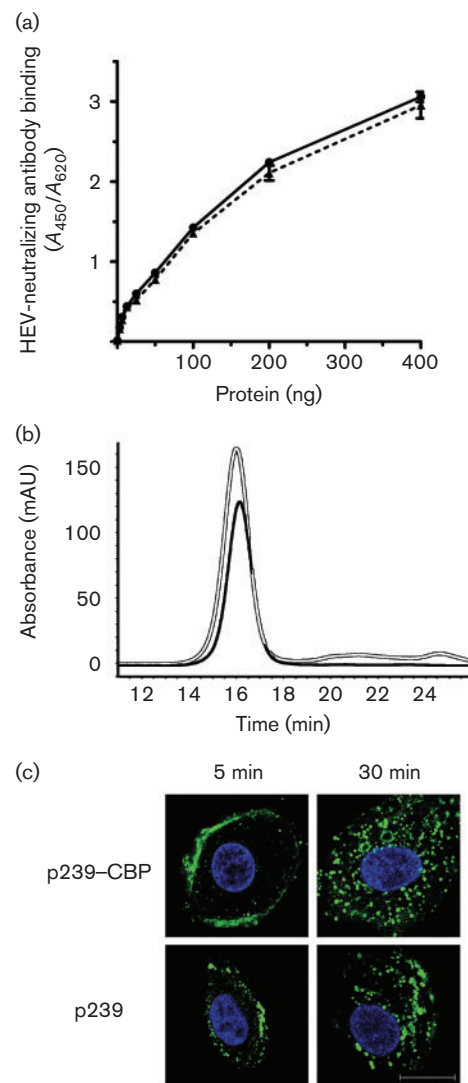 (a)
HEV-neutralizing antibody binding
(A450/A620)
3
2
1
100 200 300 400
Protein (ng)
(b)
Absorbance (mAU)
150
100
50
0
12 14 16 18 20 22 24
Time (min)
(c)
5 min 30 min
p239–CBP
p239